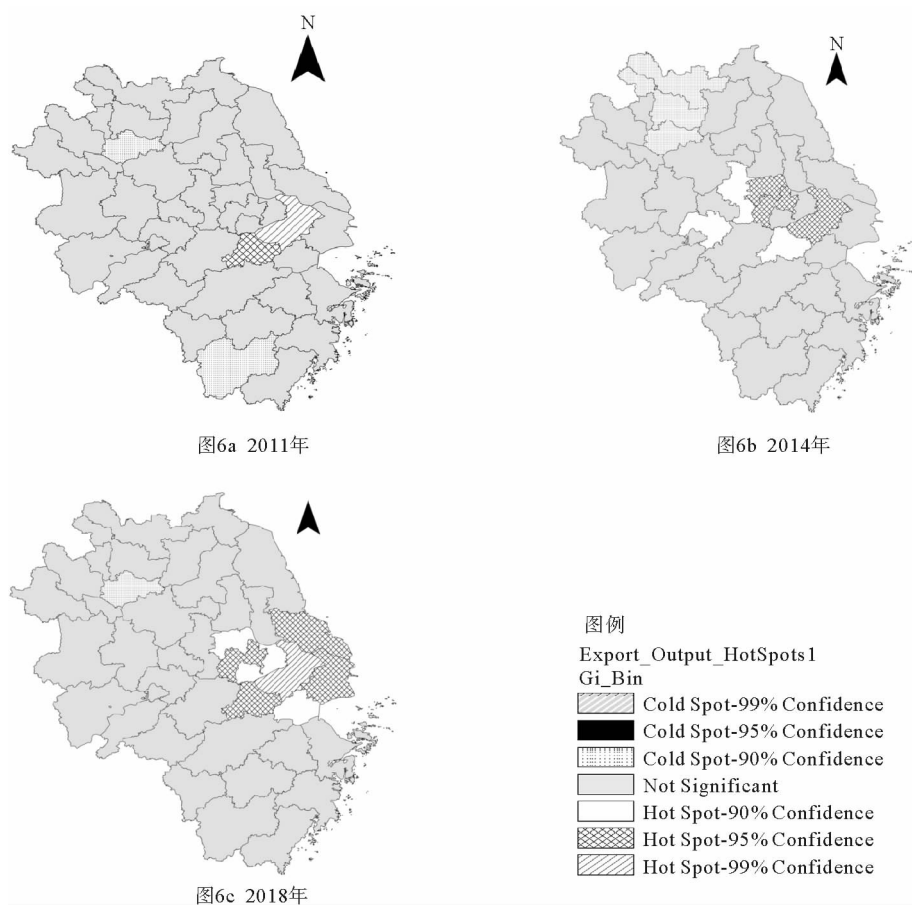 N
N
图6a 2011年
图6b 2014年
图6c 2018年
图例
Export_Output_HotSpots1
Gi_Bin
Cold Spot-99% Confidence
Cold Spot-95% Confidence
Cold Spot-90% Confidence
Not Significant
Hot Spot-90% Confidence
Hot Spot-95% Confidence
Hot Spot-99% Confidence